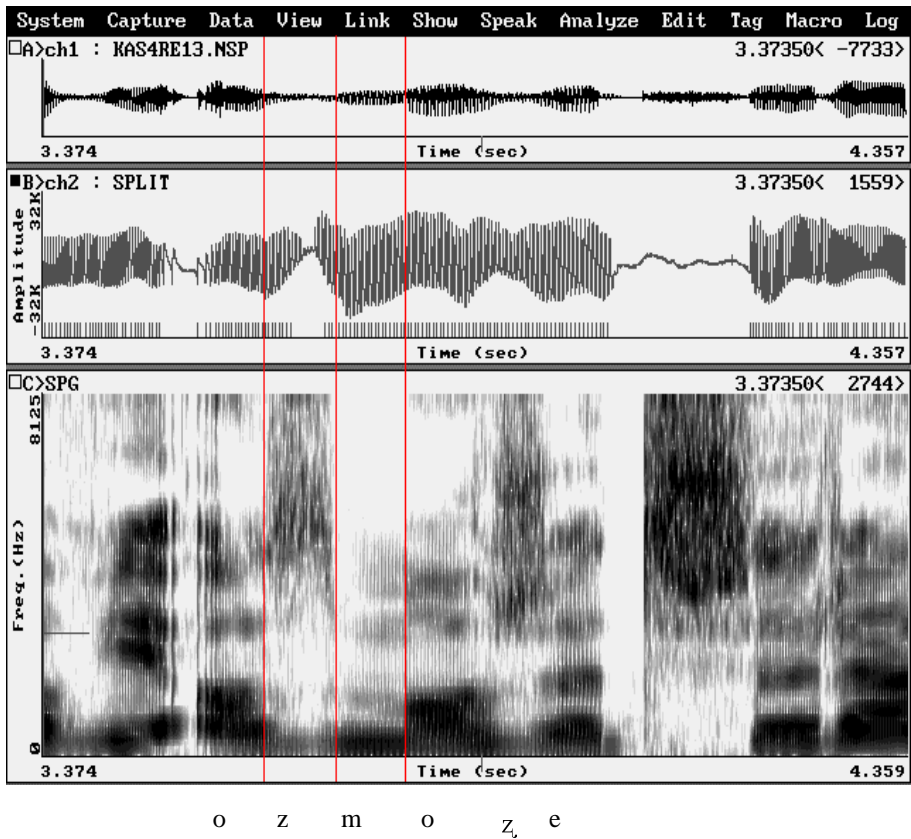 System Capture Data View Link Show Speak Analyze Edit Tag Macro Log
A>ch1 : KAS4RE13.NSP 3.37350< -7733>
3.374 Time (sec) 4.357
B>ch2 : SPLIT 3.37350< 1559>
Amplitude
-32K 32K
3.374 Time (sec) 4.357
C>SPG 3.37350< 2744>
Freq.(Hz)
0 8125
3.374 Time (sec) 4.359
o z m o ʐ e